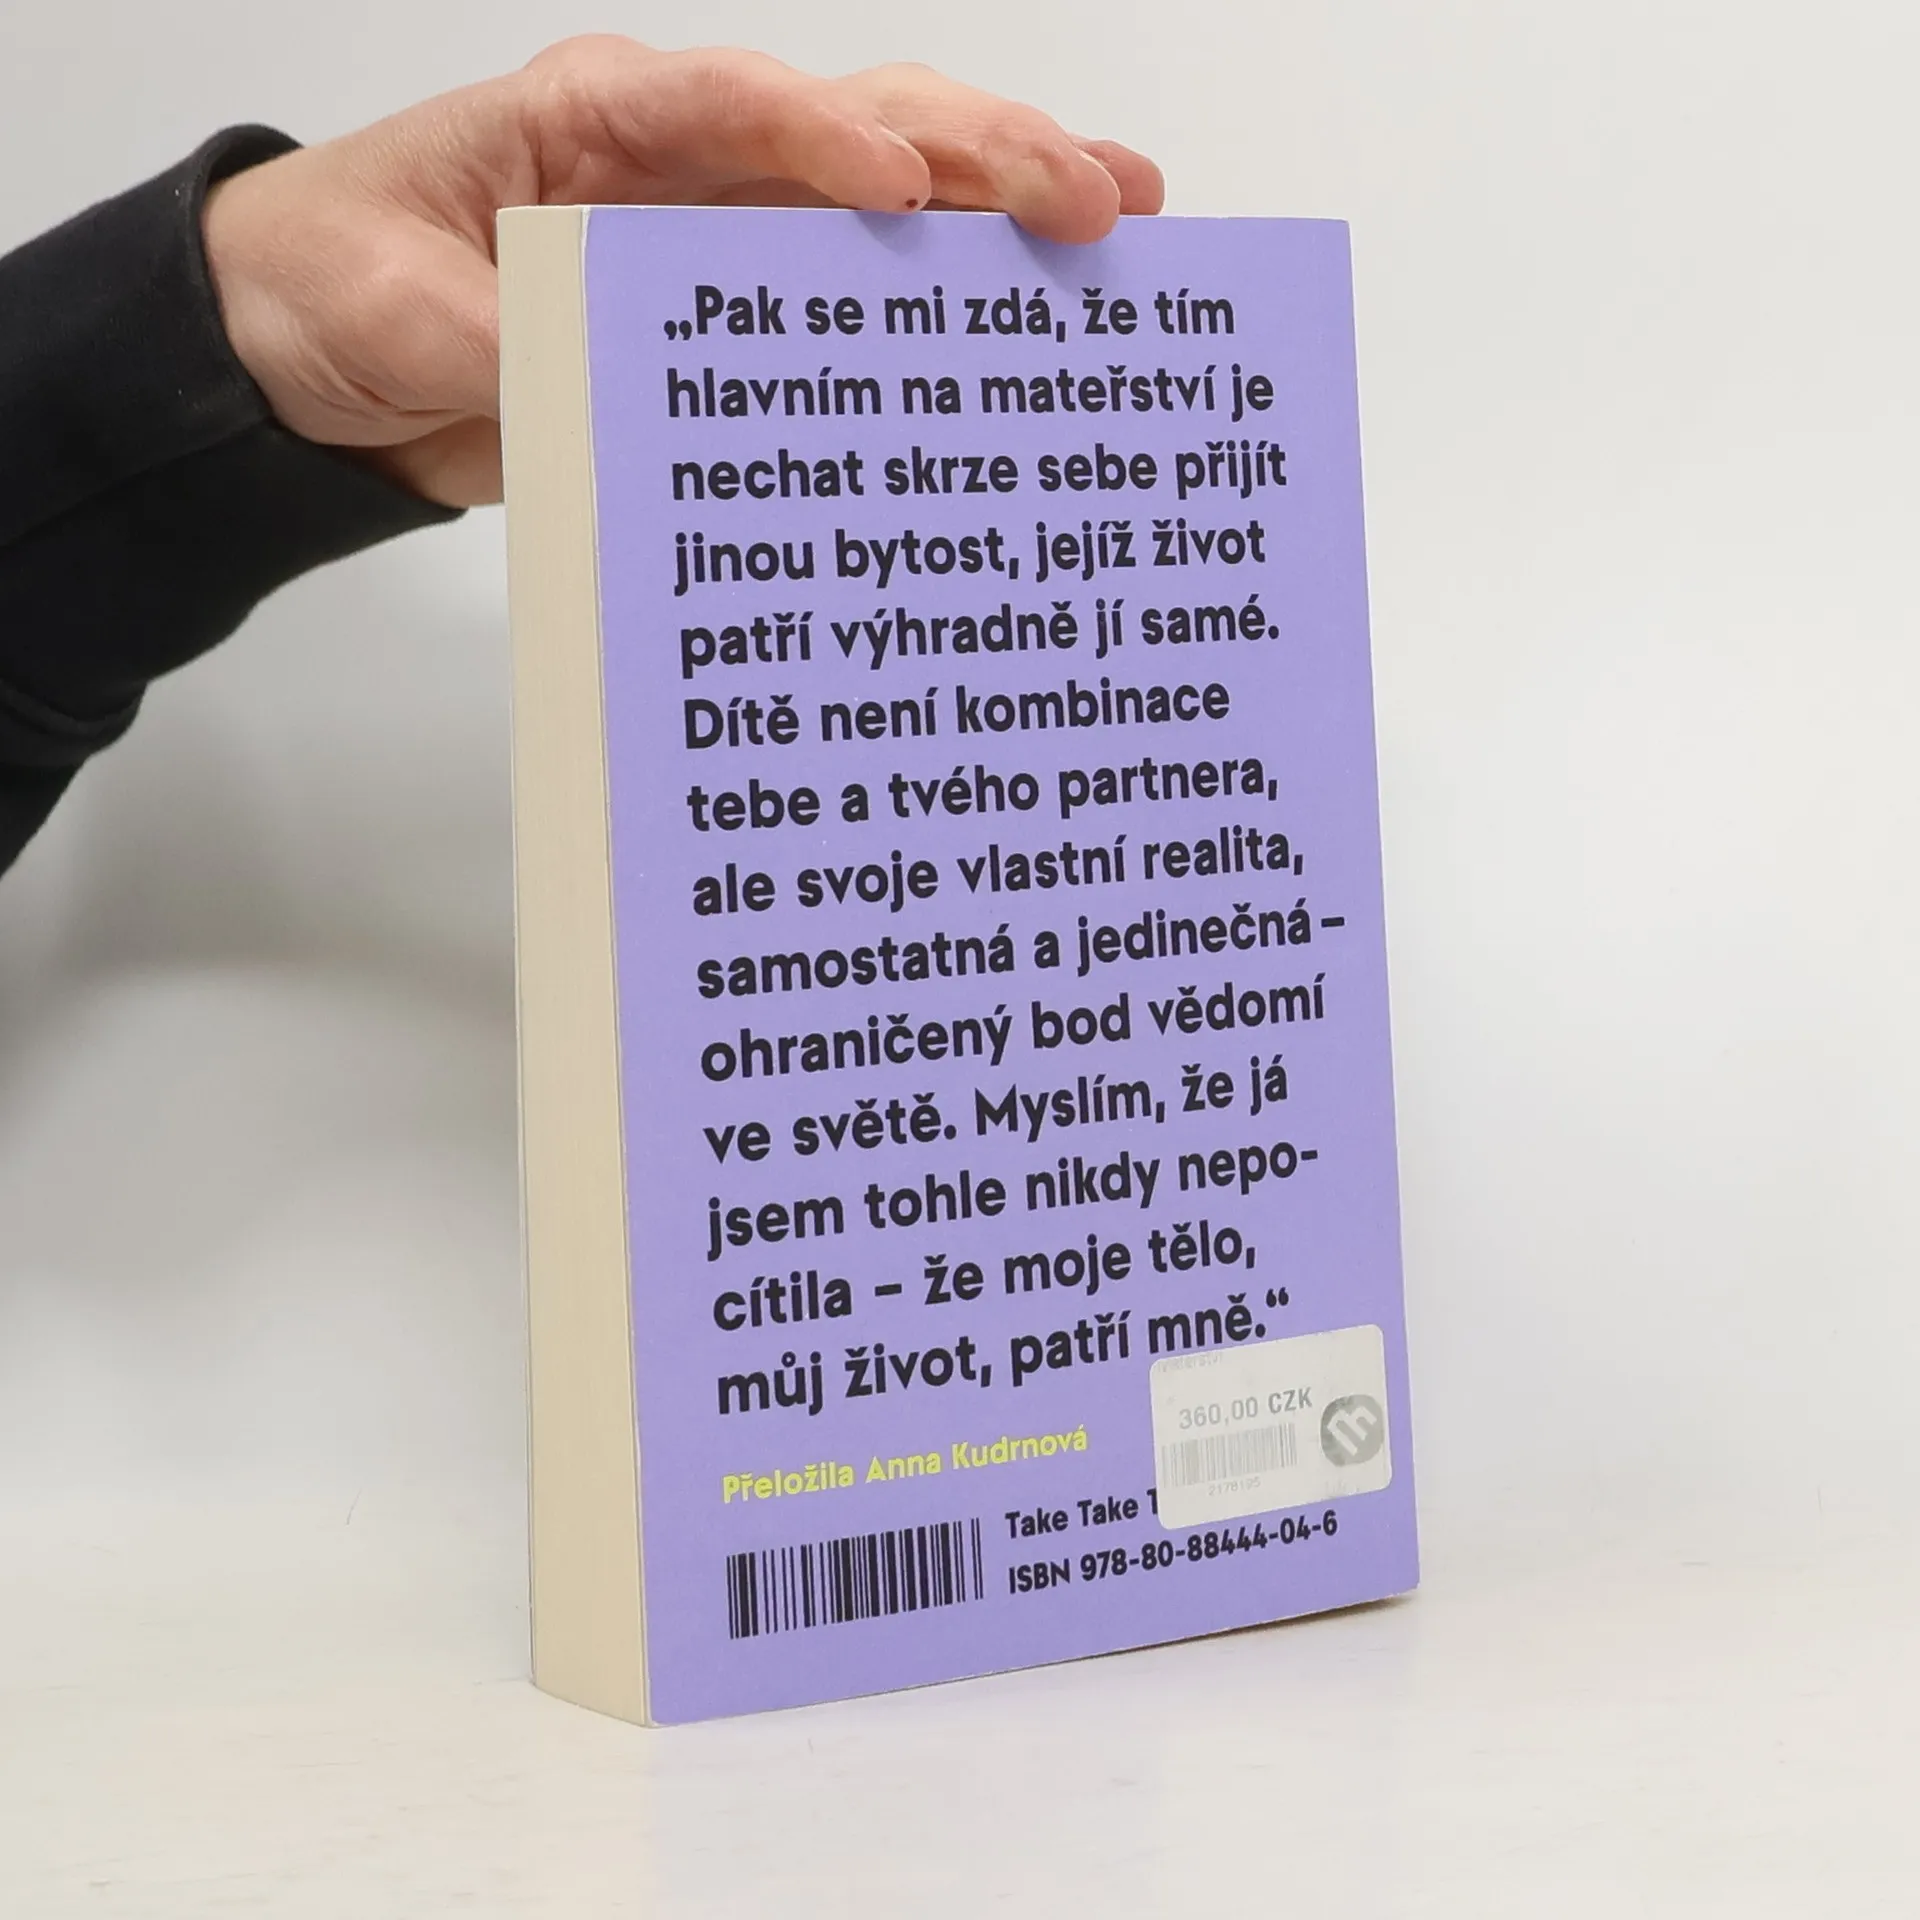 „Pak se mi zdá, že tím
hlavním na mateřství je
nechat skrze sebe přijít
jinou bytost, jejíž život
patří výhradně jí samé.
Dítě není kombinace
tebe a tvého partnera,
ale svoje vlastní realita,
samostatná a jedinečná –
ohraničený bod vědomí
ve světě. Myslím, že já
jsem tohle nikdy nepo-
cítila – že moje tělo,
můj život, patří mně.“
Mateřství
360,00 CZK
2178195
Přeložila Anna Kudrnová
Take Take
ISBN 978-80-88444-04-6